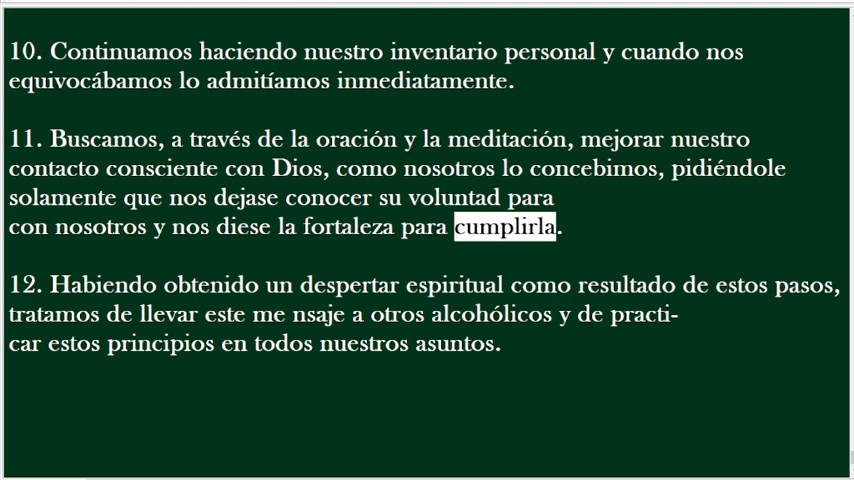 10. Continuamos haciendo nuestro inventario personal y cuando nos
equivocábamos lo admitíamos inmediatamente.
11. Buscamos, a través de la oración y la meditación, mejorar nuestro
contacto consciente con Dios, como nosotros lo concebimos, pidiéndole
solamente que nos dejase conocer su voluntad para
con nosotros y nos diese la fortaleza para cumplirla.
12. Habiendo obtenido un despertar espiritual como resultado de estos pasos,
tratamos de llevar este me nsaje a otros alcohólicos y de practi-
car estos principios en todos nuestros asuntos.